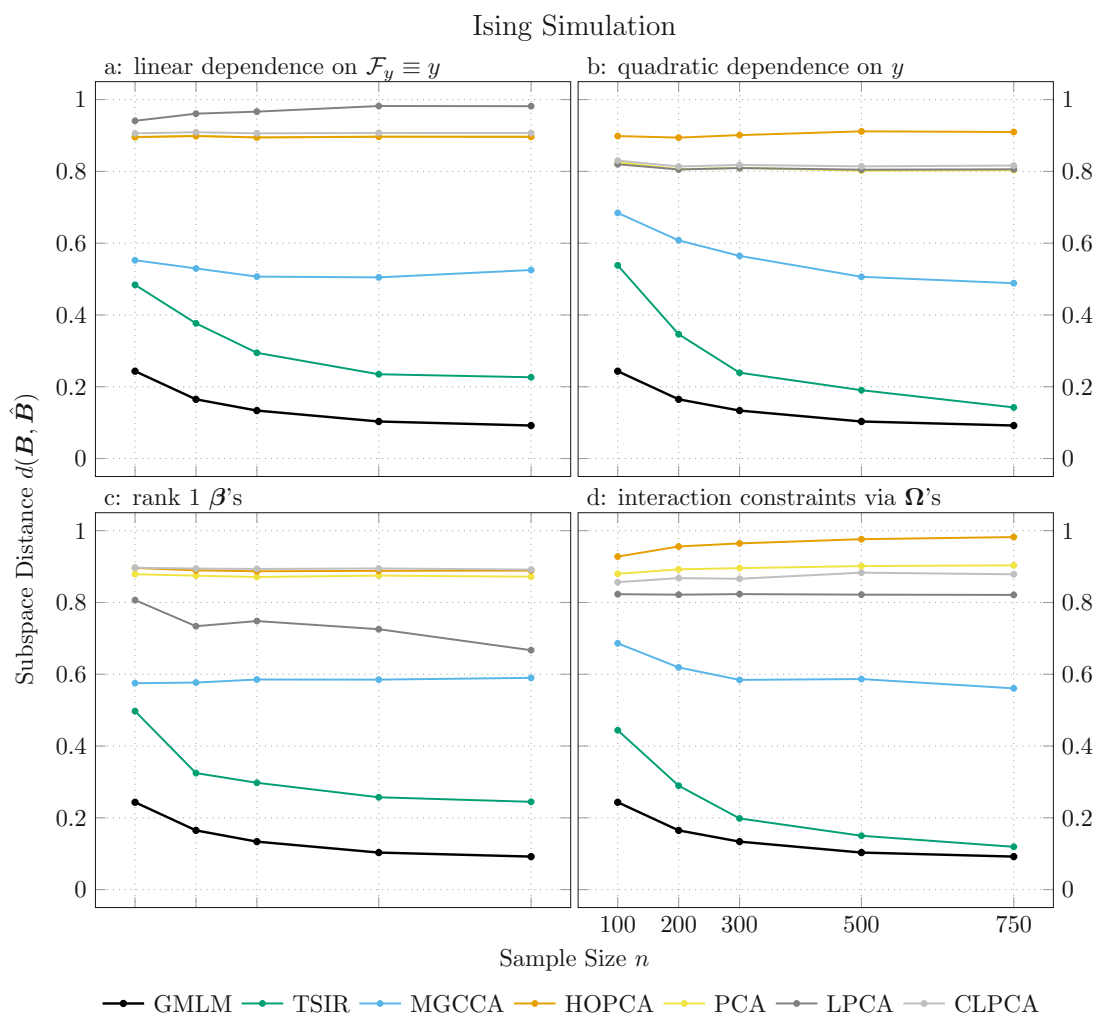 Ising Simulation
a: linear dependence on 𝓕_y ≡ y
b: quadratic dependence on y
1
0.8
0.6
0.4
0.2
0
1
0.8
0.6
0.4
0.2
0
c: rank 1 β's
d: interaction constraints via Ω's
1
0.8
0.6
0.4
0.2
0
1
0.8
0.6
0.4
0.2
0
Subspace Distance d(B, B̂)
100 200 300 500 750
Sample Size n
GMLM TSIR MGCCA HOPCA PCA LPCA CLPCA